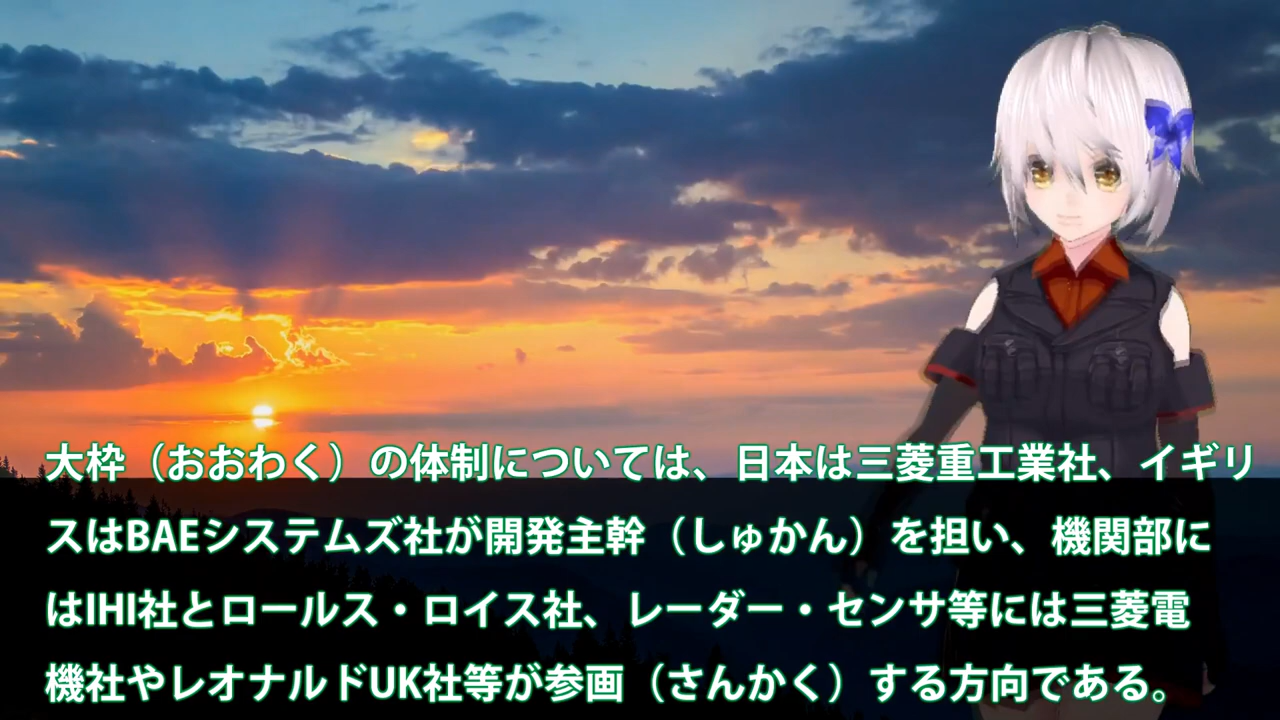 大枠（おおわく）の体制については、日本は三菱重工業社、イギリ
スはBAEシステムズ社が開発主幹（しゅかん）を担い、機関部に
はIHI社とロールス・ロイス社、レーダー・センサ等には三菱電
機社やレオナルドUK社等が参画（さんかく）する方向である。